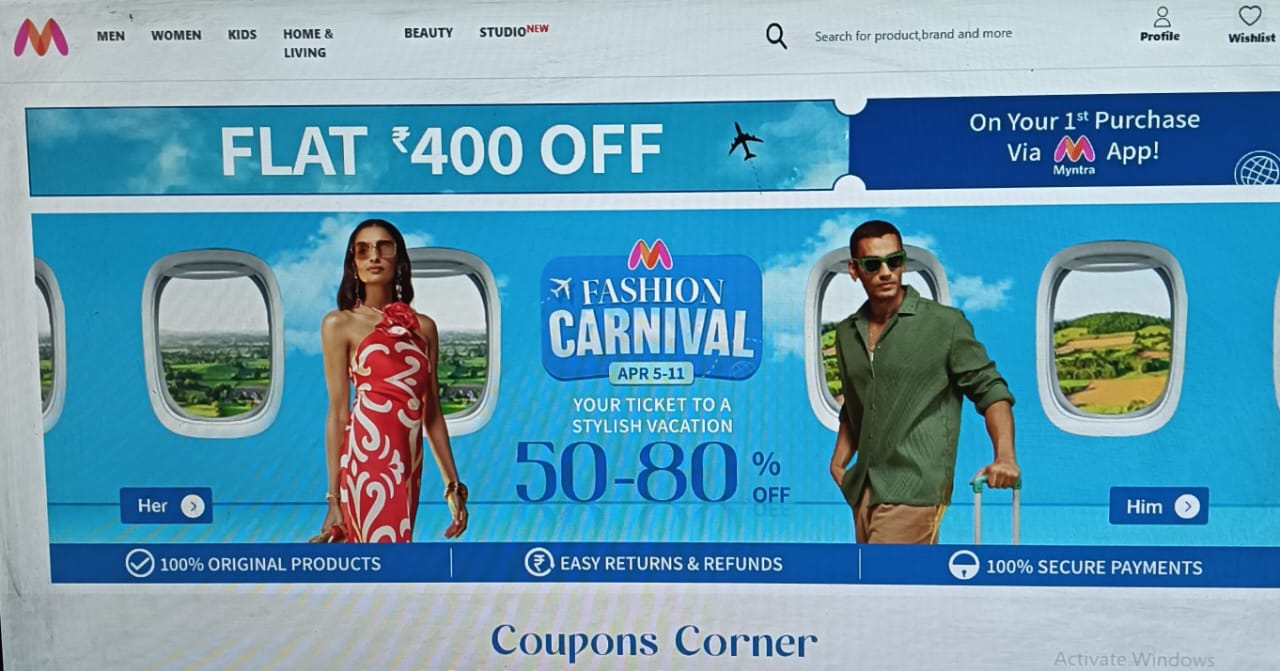 MEN WOMEN KIDS HOME & LIVING BEAUTY STUDIO NEW
Search for product,brand and more
Profile
Wishlist
FLAT ₹400 OFF
On Your 1st Purchase
Via Myntra App!
FASHION
CARNIVAL
APR 5-11
YOUR TICKET TO A
STYLISH VACATION
50-80 % OFF
Her
Him
100% ORIGINAL PRODUCTS
EASY RETURNS & REFUNDS
100% SECURE PAYMENTS
Coupons Corner
Activate Windows